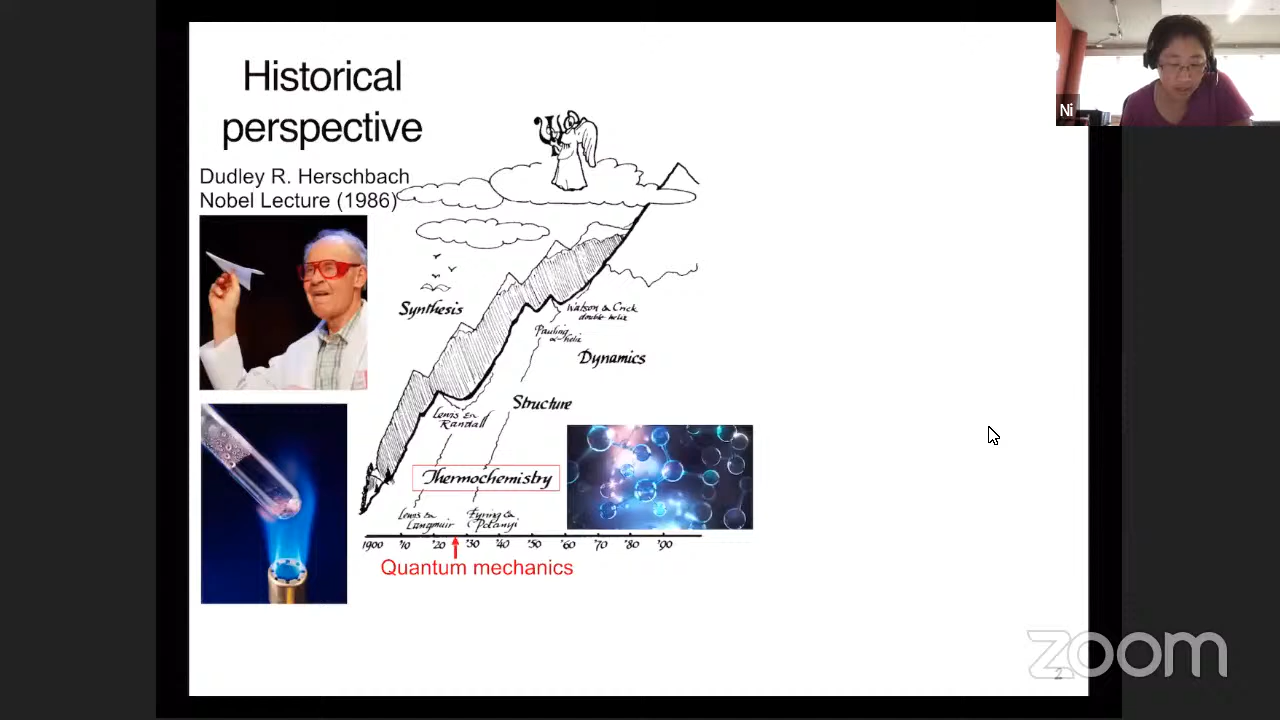 Historical
perspective
Dudley R. Herschbach
Nobel Lecture (1986)
Synthesis
Watson & Crick
double-helix
Pauling
α-helix
Dynamics
Structure
Lewis &
Randall
Thermochemistry
Lewis &
Langmuir
Eyring &
Polanyi
1900 '10 '20 '30 '40 '50 '60 '70 '80 '90
Quantum mechanics
Ni
zoom
2